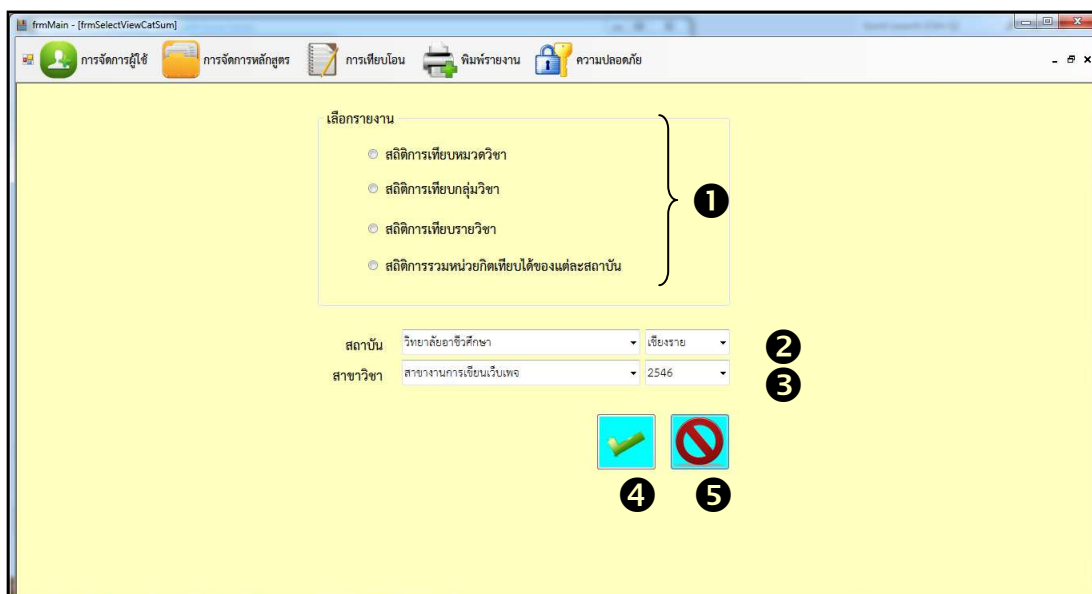 frmMain - [frmSelectViewCatSum]
การจัดการผู้ใช้ การจัดการหลักสูตร การเทียบโอน พิมพ์รายงาน ความปลอดภัย
เลือกรายงาน
สถิติการเทียบหมวดวิชา
สถิติการเทียบกลุ่มวิชา
❶
สถิติการเทียบรายวิชา
สถิติการรวมหน่วยกิตเทียบได้ของแต่ละสถาบัน
สถาบัน วิทยาลัยอาชีวศึกษา เชียงราย ❷
สาขาวิชา สาขางานการเขียนเว็บเพจ 2546 ❸
❹ ❺